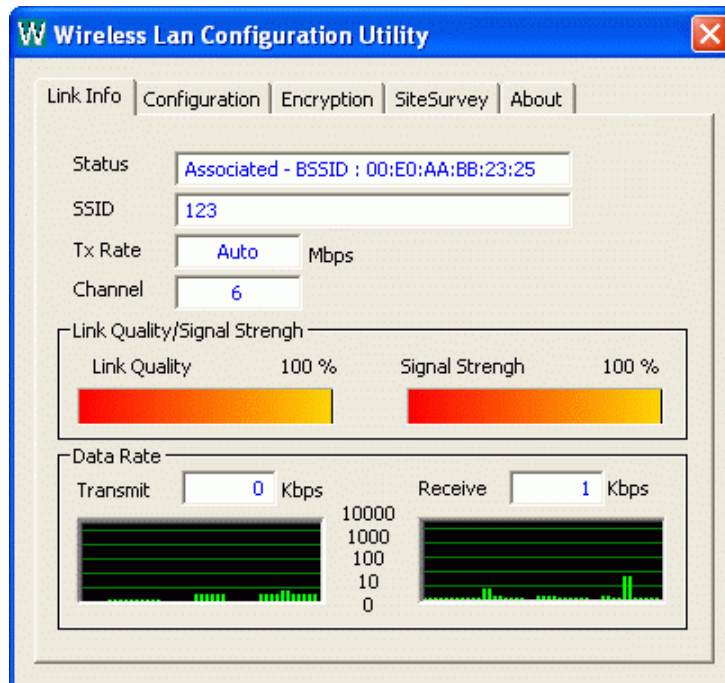 W Wireless Lan Configuration Utility
Link Info Configuration Encryption SiteSurvey About
Status Associated - BSSID : 00:E0:AA:BB:23:25
SSID 123
Tx Rate Auto Mbps
Channel 6
Link Quality/Signal Strengh
Link Quality 100 % Signal Strengh 100 %
Data Rate
Transmit 0 Kbps Receive 1 Kbps
10000
1000
100
10
0